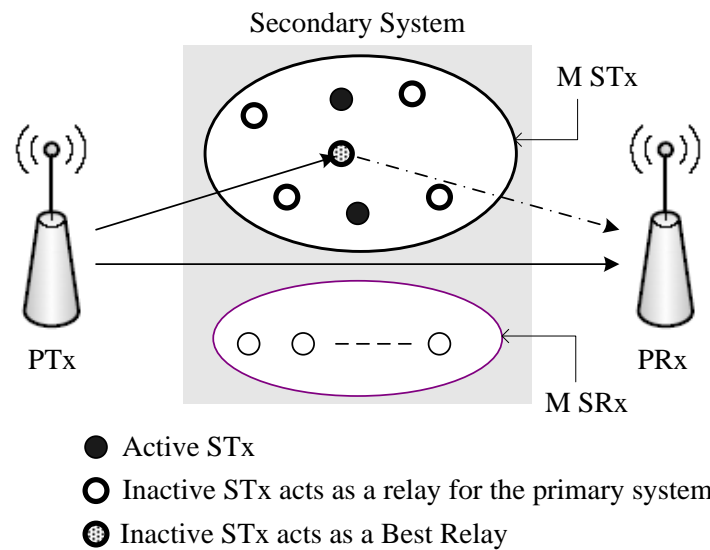 Secondary System
M STx
PTx
PRx
M SRx
Active STx
Inactive STx acts as a relay for the primary system
Inactive STx acts as a Best Relay